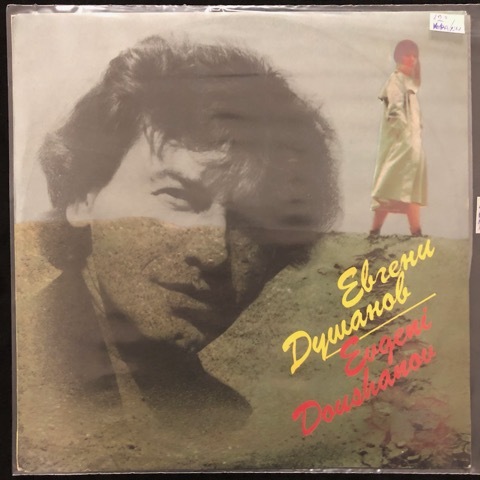 Евгени
Душанов
Evgeni
Doushanov